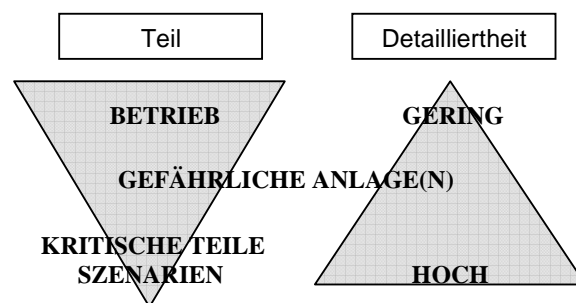 Teil
Detailliertheit
BETRIEB
GERING
GEFÄHRLICHE ANLAGE(N)
KRITISCHE TEILE
SZENARIEN
HOCH